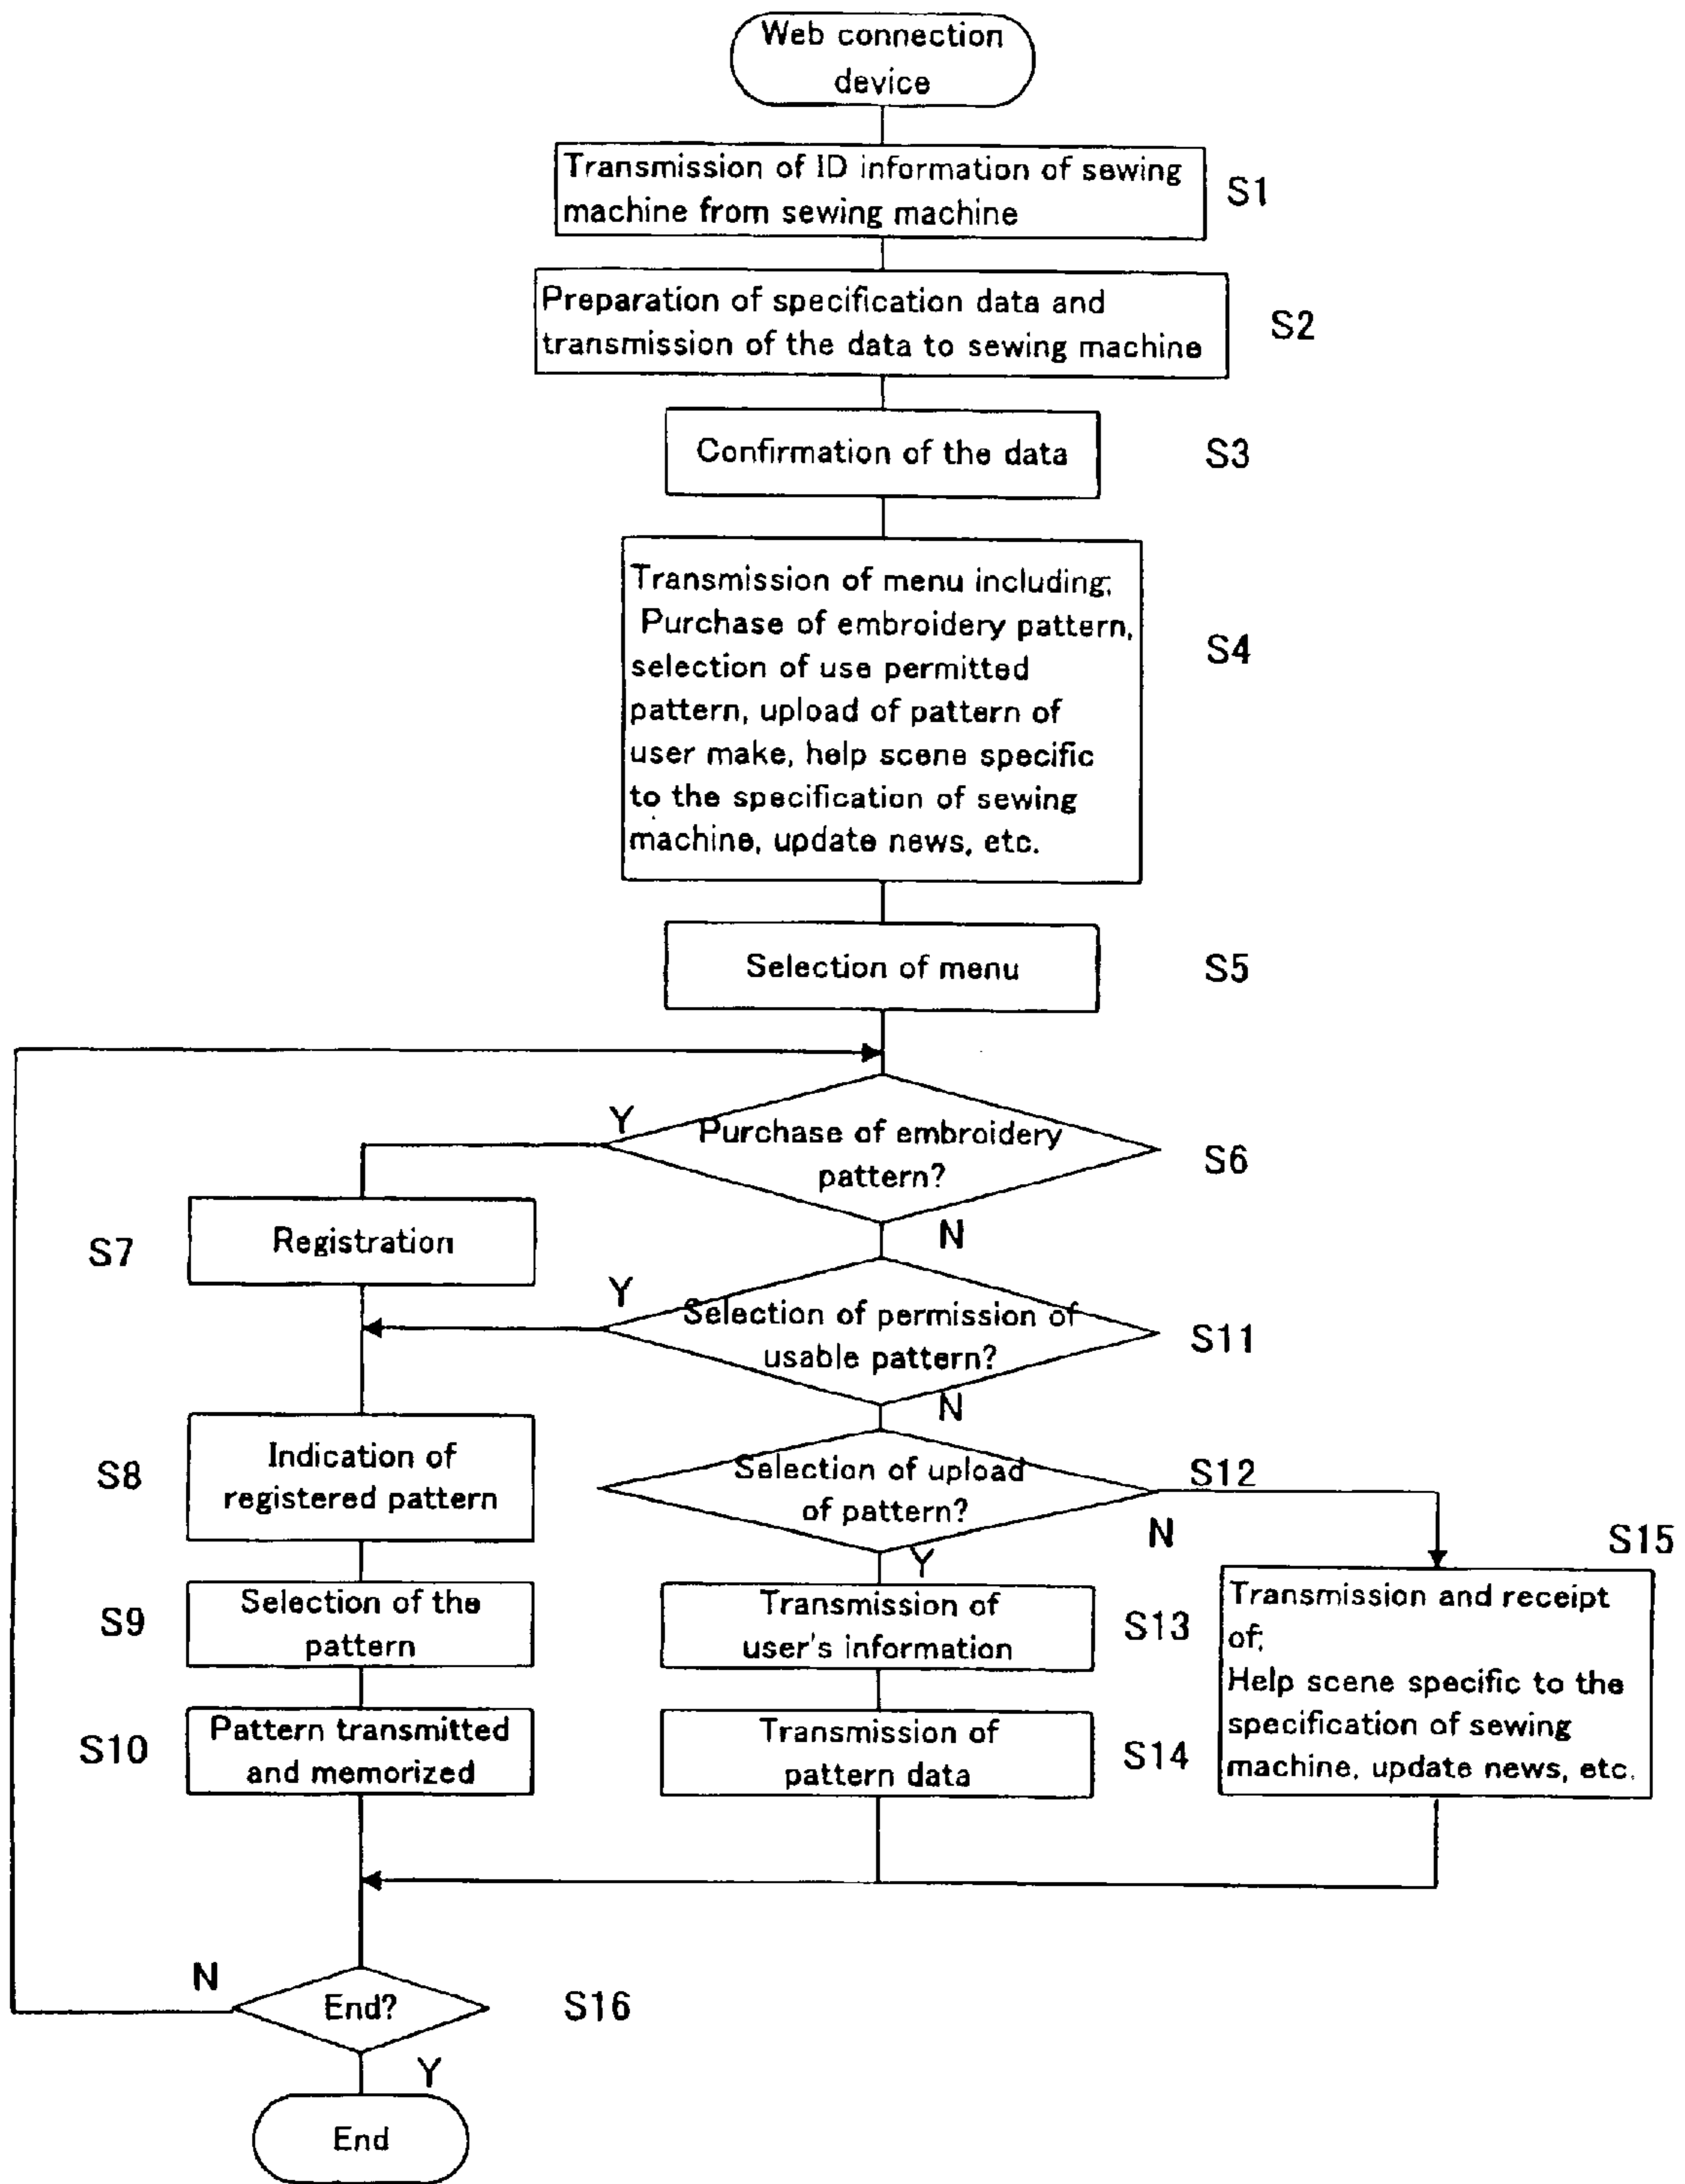 Web connection
device
Transmission of ID information of sewing
machine from sewing machine
S1
Preparation of specification data and
transmission of the data to sewing machine
S2
Confirmation of the data
S3
Transmission of menu including;
Purchase of embroidery pattern,
selection of use permitted
pattern, upload of pattern of
user make, help scene specific
to the specification of sewing
machine, update news, etc.
S4
Selection of menu
S5
Y
Purchase of embroidery
pattern?
S6
N
S7
Registration
Y
Selection of permission of
usable pattern?
S11
N
S8
Indication of
registered pattern
Selection of upload
of pattern?
S12
N
Y
S9
Selection of the
pattern
Transmission of
user's information
S13
S15
Transmission and receipt
of;
Help scene specific to the
specification of sewing
machine, update news, etc.
S10
Pattern transmitted
and memorized
Transmission of
pattern data
S14
N
End?
S16
Y
End